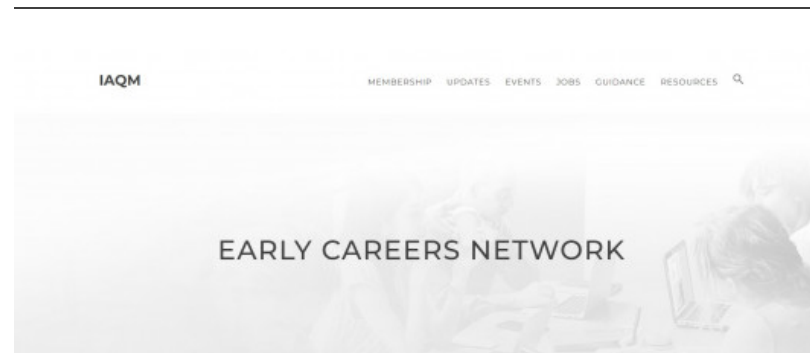 IAQM
MEMBERSHIP UPDATES EVENTS JOBS GUIDANCE RESOURCES
EARLY CAREERS NETWORK